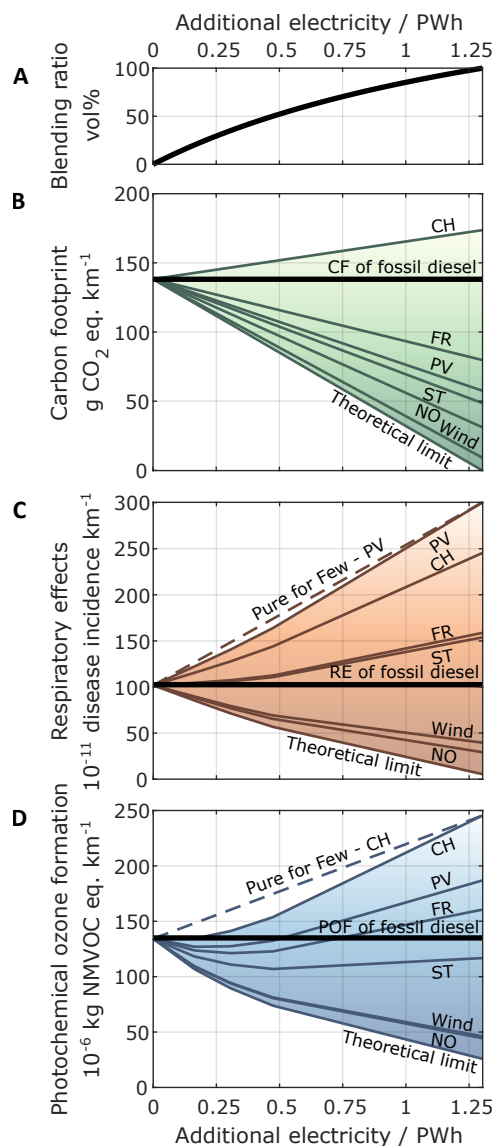 Additional electricity / PWh
0 0.25 0.5 0.75 1 1.30
A
Blending ratio
vol%
100
50
0
B
Carbon footprint
g CO2 eq. km-1
200
150
100
50
0
CH
CF of fossil diesel
FR
PV
ST
NO
Wind
Theoretical limit
C
Respiratory effects
10-11 disease incidence km-1
300
250
200
150
100
50
0
Pure for Few - PV
PV
CH
FR
ST
RE of fossil diesel
Wind
NO
Theoretical limit
D
Photochemical ozone formation
10-6 kg NMVOC eq. km-1
250
200
150
100
50
0
Pure for Few - CH
CH
PV
FR
POF of fossil diesel
ST
Wind
NO
Theoretical limit
0 0.25 0.5 0.75 1 1.30
Additional electricity / PWh